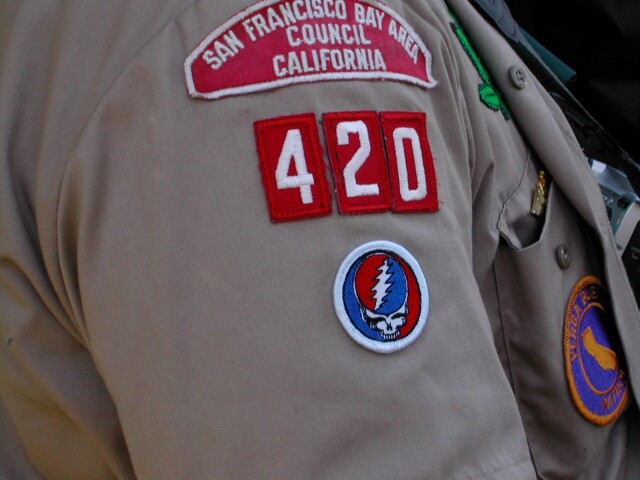 SAN FRANCISCO BAY AREA
COUNCIL
CALIFORNIA
420